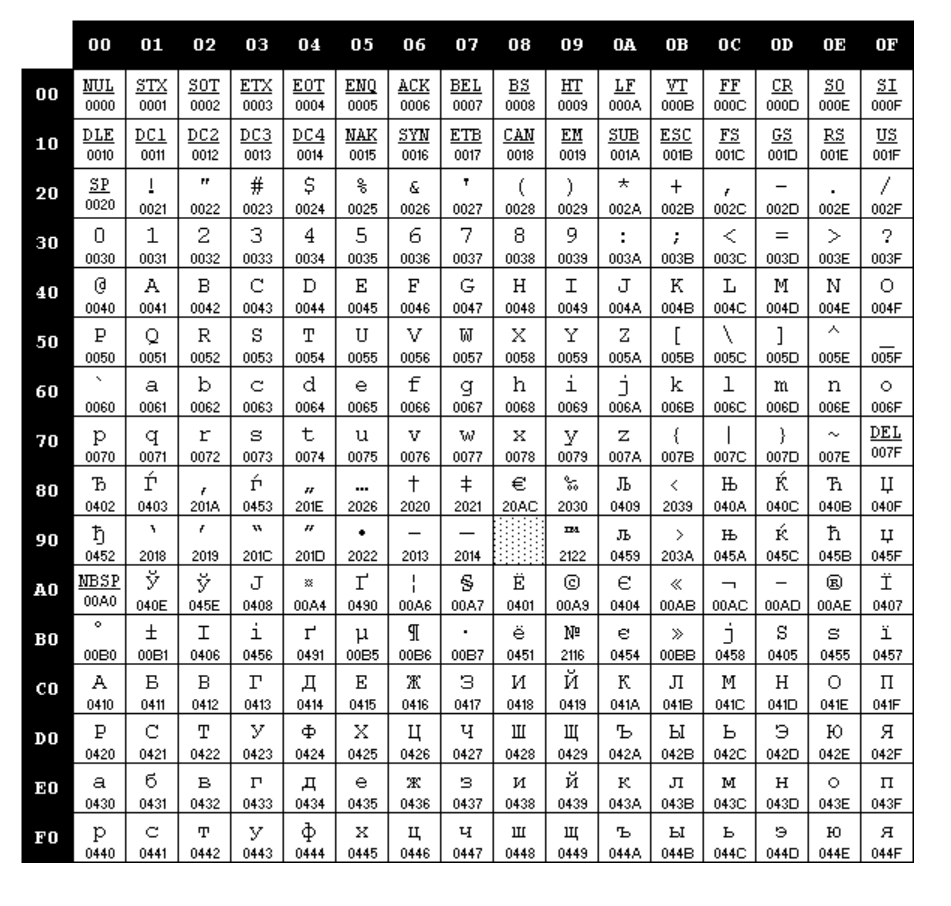 00 01 02 03 04 05 06 07 08 09 0A 0B 0C 0D 0E 0F
00 NUL STX SOT ETX EOT ENQ ACK BEL BS HT LF VT FF CR SO SI
0000 0001 0002 0003 0004 0005 0006 0007 0008 0009 000A 000B 000C 000D 000E 000F
10 DLE DC1 DC2 DC3 DC4 NAK SYN ETB CAN EM SUB ESC FS GS RS US
0010 0011 0012 0013 0014 0015 0016 0017 0018 0019 001A 001B 001C 001D 001E 001F
20 SP ! " # $ % & ' ( ) * + , - . /
0020 0021 0022 0023 0024 0025 0026 0027 0028 0029 002A 002B 002C 002D 002E 002F
30 0 1 2 3 4 5 6 7 8 9 : ; < = > ?
0030 0031 0032 0033 0034 0035 0036 0037 0038 0039 003A 003B 003C 003D 003E 003F
40 @ A B C D E F G H I J K L M N O
0040 0041 0042 0043 0044 0045 0046 0047 0048 0049 004A 004B 004C 004D 004E 004F
50 P Q R S T U V W X Y Z [ \ ] ^ _
0050 0051 0052 0053 0054 0055 0056 0057 0058 0059 005A 005B 005C 005D 005E 005F
60 ` a b c d e f g h i j k l m n o
0060 0061 0062 0063 0064 0065 0066 0067 0068 0069 006A 006B 006C 006D 006E 006F
70 p q r s t u v w x y z { | } ~ DEL
0070 0071 0072 0073 0074 0075 0076 0077 0078 0079 007A 007B 007C 007D 007E 007F
80 Ђ Ѓ ‚ ѓ „ … † ‡ € ‰ Љ ‹ Њ Ќ Ћ Џ
0402 0403 201A 0453 201E 2026 2020 2021 20AC 2030 0409 2039 040A 040C 040B 040F
90 ђ ‘ ’ “ ” • – — ™ љ › њ ќ ћ џ
0452 2018 2019 201C 201D 2022 2013 2014 2122 0459 203A 045A 045C 045B 045F
A0 NBSP Ў ў Ј ¤ Ґ ¦ § Ё © Є « ¬ - ® Ї
00A0 040E 045E 0408 00A4 0490 00A6 00A7 0401 00A9 0404 00AB 00AC 00AD 00AE 0407
B0 ° ± І і ґ µ ¶ · ё № є » ј Ѕ ѕ ї
00B0 00B1 0406 0456 0491 00B5 00B6 00B7 0451 2116 0454 00BB 0458 0405 0455 0457
C0 А Б В Г Д Е Ж З И Й К Л М Н О П
0410 0411 0412 0413 0414 0415 0416 0417 0418 0419 041A 041B 041C 041D 041E 041F
D0 Р С Т У Ф Х Ц Ч Ш Щ Ъ Ы Ь Э Ю Я
0420 0421 0422 0423 0424 0425 0426 0427 0428 0429 042A 042B 042C 042D 042E 042F
E0 а б в г д е ж з и й к л м н о п
0430 0431 0432 0433 0434 0435 0436 0437 0438 0439 043A 043B 043C 043D 043E 043F
F0 р с т у ф х ц ч ш щ ъ ы ь э ю я
0440 0441 0442 0443 0444 0445 0446 0447 0448 0449 044A 044B 044C 044D 044E 044F